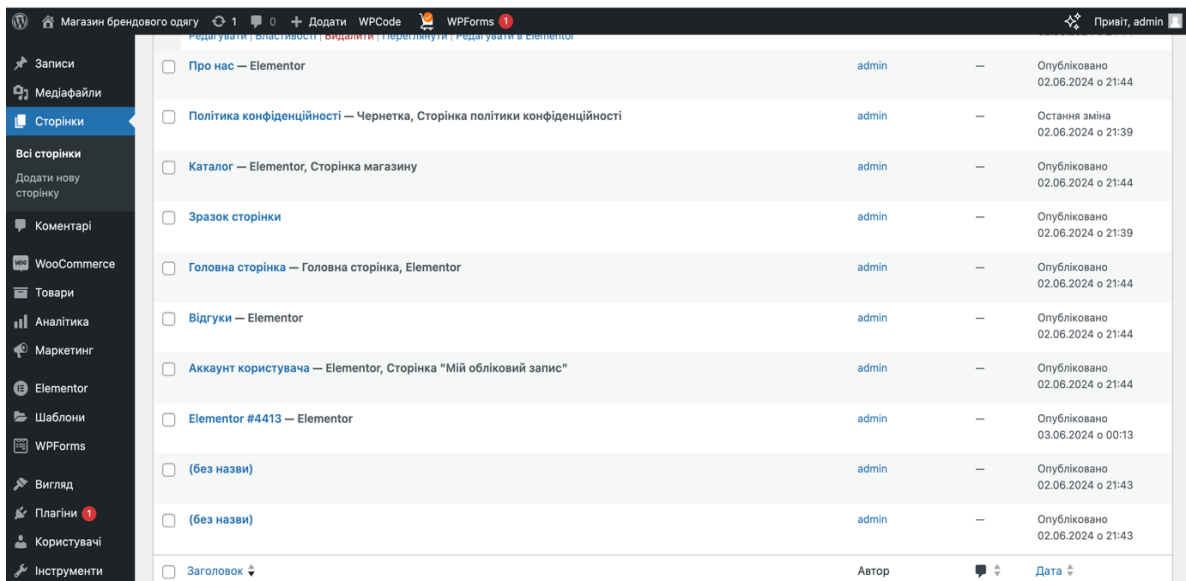 Магазин брендового одягу 1 0 + Додати WPCode WPForms 1 Привіт, admin
Редагувати | Властивості | Видалити | Переглянути | Редагувати в Elementor
Записи
Медіафайли
Сторінки
Всі сторінки
Додати нову
сторінку
Коментарі
WooCommerce
Товари
Аналітика
Маркетинг
Elementor
Шаблони
WPForms
Вигляд
Плагіни 1
Користувачі
Інструменти
Про нас — Elementor admin — Опубліковано
02.06.2024 о 21:44
Політика конфіденційності — Чернетка, Сторінка політики конфіденційності admin — Остання зміна
02.06.2024 о 21:39
Каталог — Elementor, Сторінка магазину admin — Опубліковано
02.06.2024 о 21:44
Зразок сторінки admin — Опубліковано
02.06.2024 о 21:39
Головна сторінка — Головна сторінка, Elementor admin — Опубліковано
02.06.2024 о 21:44
Відгуки — Elementor admin — Опубліковано
02.06.2024 о 21:44
Аккаунт користувача — Elementor, Сторінка "Мій обліковий запис" admin — Опубліковано
02.06.2024 о 21:44
Elementor #4413 — Elementor admin — Опубліковано
03.06.2024 о 00:13
(без назви) admin — Опубліковано
02.06.2024 о 21:43
(без назви) admin — Опубліковано
02.06.2024 о 21:43
Заголовок Автор Дата